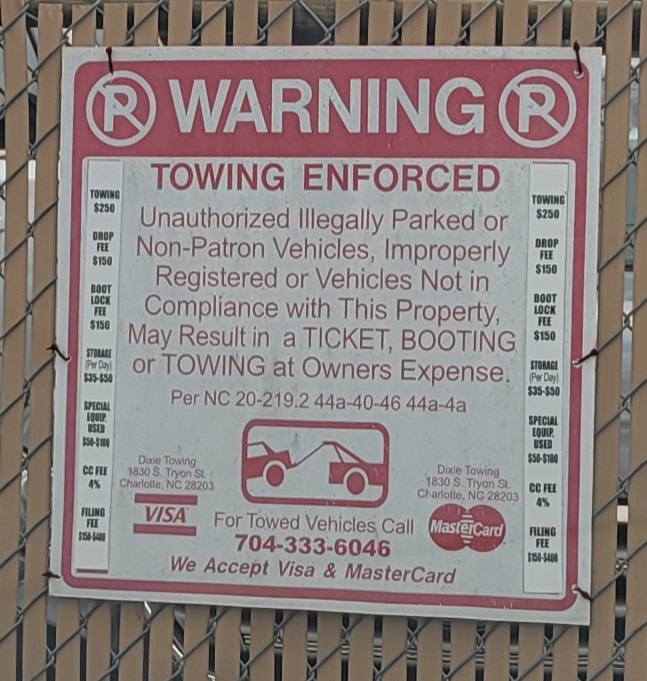 P WARNING P
TOWING ENFORCED
Unauthorized Illegally Parked or
Non-Patron Vehicles, Improperly
Registered or Vehicles Not in
Compliance with This Property,
May Result in a TICKET, BOOTING
or TOWING at Owners Expense.
Per NC 20-219.2 44a-40-46 44a-4a
TOWING
$250
DROP
FEE
$150
BOOT
LOCK
FEE
$150
STORAGE
(Per Day)
$35-$50
SPECIAL
EQUIP.
USED
$50-$100
CC FEE
4%
FILING
FEE
$150-$400
Dixie Towing
1830 S. Tryon St.
Charlotte, NC 28203
VISA
Dixie Towing
1830 S. Tryon St.
Charlotte, NC 28203
MasterCard
For Towed Vehicles Call
704-333-6046
We Accept Visa & MasterCard
TOWING
$250
DROP
FEE
$150
BOOT
LOCK
FEE
$150
STORAGE
(Per Day)
$35-$50
SPECIAL
EQUIP.
USED
$50-$100
CC FEE
4%
FILING
FEE
$150-$400